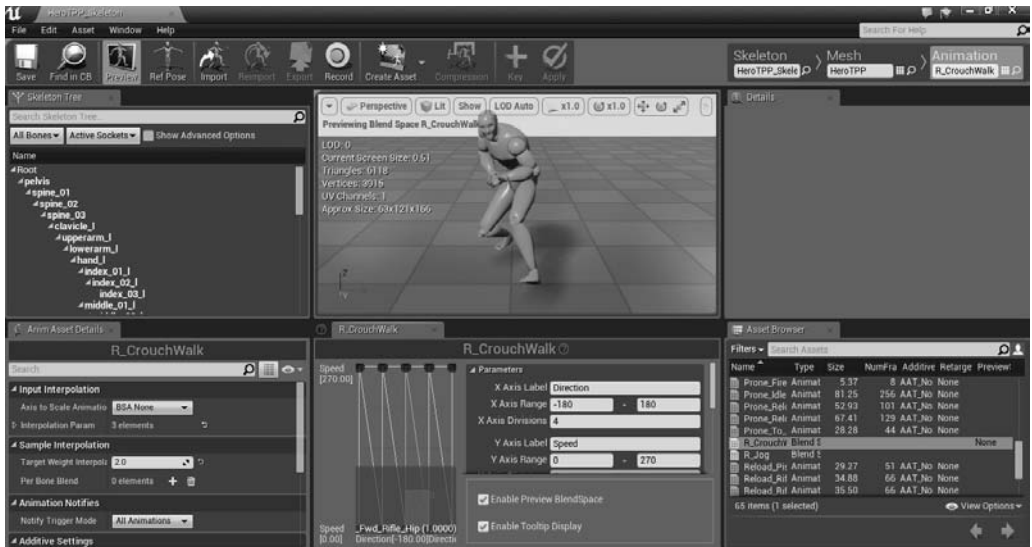 HeroTPP_Skeleton
File Edit Asset Window Help
Search For Help
Save Find in CB Preview Ref Pose Import Reimport Export Record Create Asset Compression Key Apply
Skeleton Mesh Animation
HeroTPP_Skele HeroTPP R_CrouchWalk
Skeleton Tree
Search Skeleton Tree...
All Bones Active Sockets Show Advanced Options
Name
Root
pelvis
spine_01
spine_02
spine_03
clavicle_l
upperarm_l
lowerarm_l
hand_l
index_01_l
index_02_l
index_03_l
middle_01_l
Perspective Lit Show LOD Auto x1.0 x1.0
Previewing Blend Space R_CrouchWalk
LOD: 0
Current Screen Size: 0.51
Triangles: 6118
Vertices: 3915
UV Channels: 1
Approx Size: 63x121x166
Details
Anim Asset Details
R_CrouchWalk
Search
Input Interpolation
Axis to Scale Animatio BSA None
Interpolation Param 3 elements
Sample Interpolation
Target Weight Interpola 2.0
Per Bone Blend 0 elements
Animation Notifies
Notify Trigger Mode All Animations
Additive Settings
R_CrouchWalk
R_CrouchWalk
Speed
[270.00]
Speed
[0.00]
_Fwd_Rifle_Hip (1.0000)
Direction[-180.00]Directi
Parameters
X Axis Label Direction
X Axis Range -180 - 180
X Axis Divisions 4
Y Axis Label Speed
Y Axis Range 0 - 270
Enable Preview BlendSpace
Enable Tooltip Display
Asset Browser
Filters Search Assets
Name Type Size NumFra Additive Retarge Preview
Prone_Fire Animat 5.37 8 AAT_No None
Prone_Idle Animat 81.25 256 AAT_No None
Prone_Relo Animat 52.93 101 AAT_No None
Prone_Relo Animat 67.41 129 AAT_No None
Prone_To_ Animat 28.28 44 AAT_No None
R_CrouchW Blend S None
R_Jog Blend S
Reload_Pis Animat 29.27 51 AAT_No None
Reload_Rif Animat 34.88 66 AAT_No None
Reload_Rif Animat 35.50 66 AAT_No None
65 items (1 selected) View Options